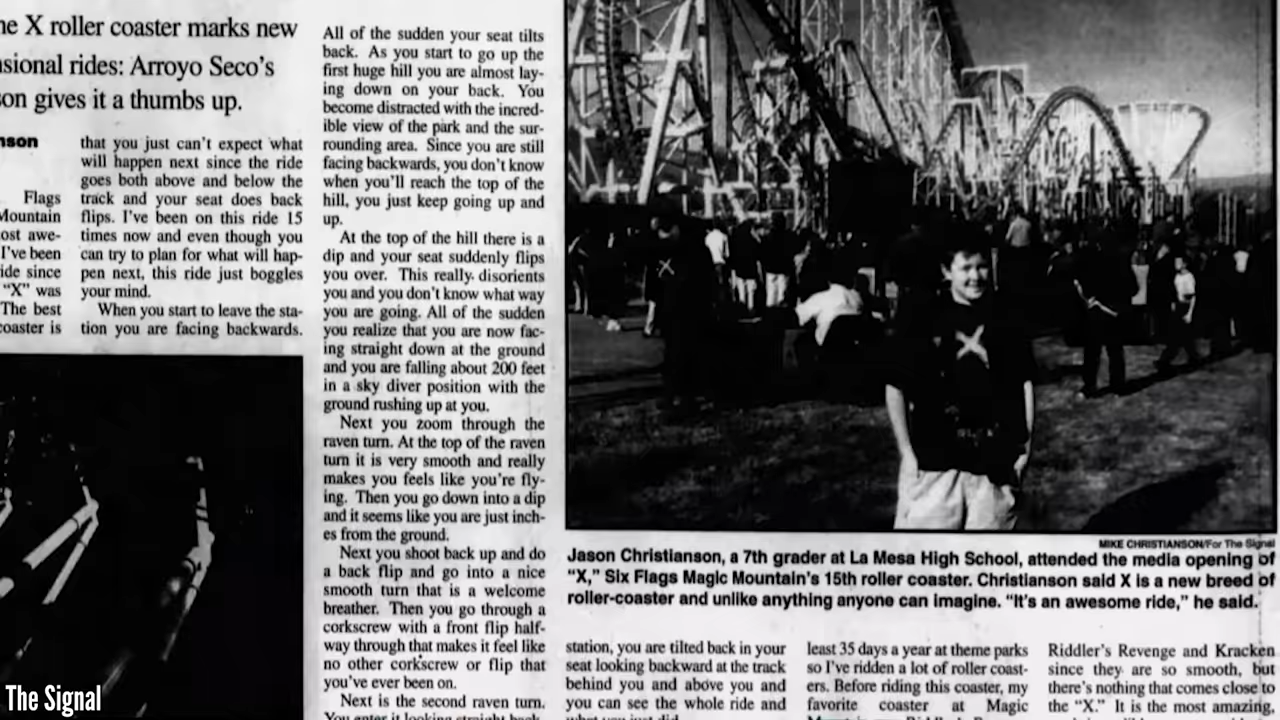 he X roller coaster marks new
sional rides: Arroyo Seco's
on gives it a thumbs up.
nson
Flags
Mountain
ost awe-
I've been
ide since
"X" was
The best
coaster is
that you just can't expect what
will happen next since the ride
goes both above and below the
track and your seat does back
flips. I've been on this ride 15
times now and even though you
can try to plan for what will hap-
pen next, this ride just boggles
your mind.
When you start to leave the sta-
tion you are facing backwards.
All of the sudden your seat tilts
back. As you start to go up the
first huge hill you are almost lay-
ing down on your back. You
become distracted with the incred-
ible view of the park and the sur-
rounding area. Since you are still
facing backwards, you don't know
when you'll reach the top of the
hill, you just keep going up and
up.
At the top of the hill there is a
dip and your seat suddenly flips
you over. This really disorients
you and you don't know what way
you are going. All of the sudden
you realize that you are now fac-
ing straight down at the ground
and you are falling about 200 feet
in a sky diver position with the
ground rushing up at you.
Next you zoom through the
raven turn. At the top of the raven
turn it is very smooth and really
makes you feels like you're fly-
ing. Then you go down into a dip
and it seems like you are just inch-
es from the ground.
Next you shoot back up and do
a back flip and go into a nice
smooth turn that is a welcome
breather. Then you go through a
corkscrew with a front flip half-
way through that makes it feel like
no other corkscrew or flip that
you've ever been on.
Next is the second raven turn.
You enter it looking straight back
X
MIKE CHRISTIANSON/For The Signal
Jason Christianson, a 7th grader at La Mesa High School, attended the media opening of
"X," Six Flags Magic Mountain's 15th roller coaster. Christianson said X is a new breed of
roller-coaster and unlike anything anyone can imagine. "It's an awesome ride," he said.
station, you are tilted back in your
seat looking backward at the track
behind you and above you and
you can see the whole ride and
what you just did.
least 35 days a year at theme parks
so I've ridden a lot of roller coast-
ers. Before riding this coaster, my
favorite coaster at Magic
Riddler's Revenge and Kracken
since they are so smooth, but
there's nothing that comes close to
the "X." It is the most amazing,
The Signal